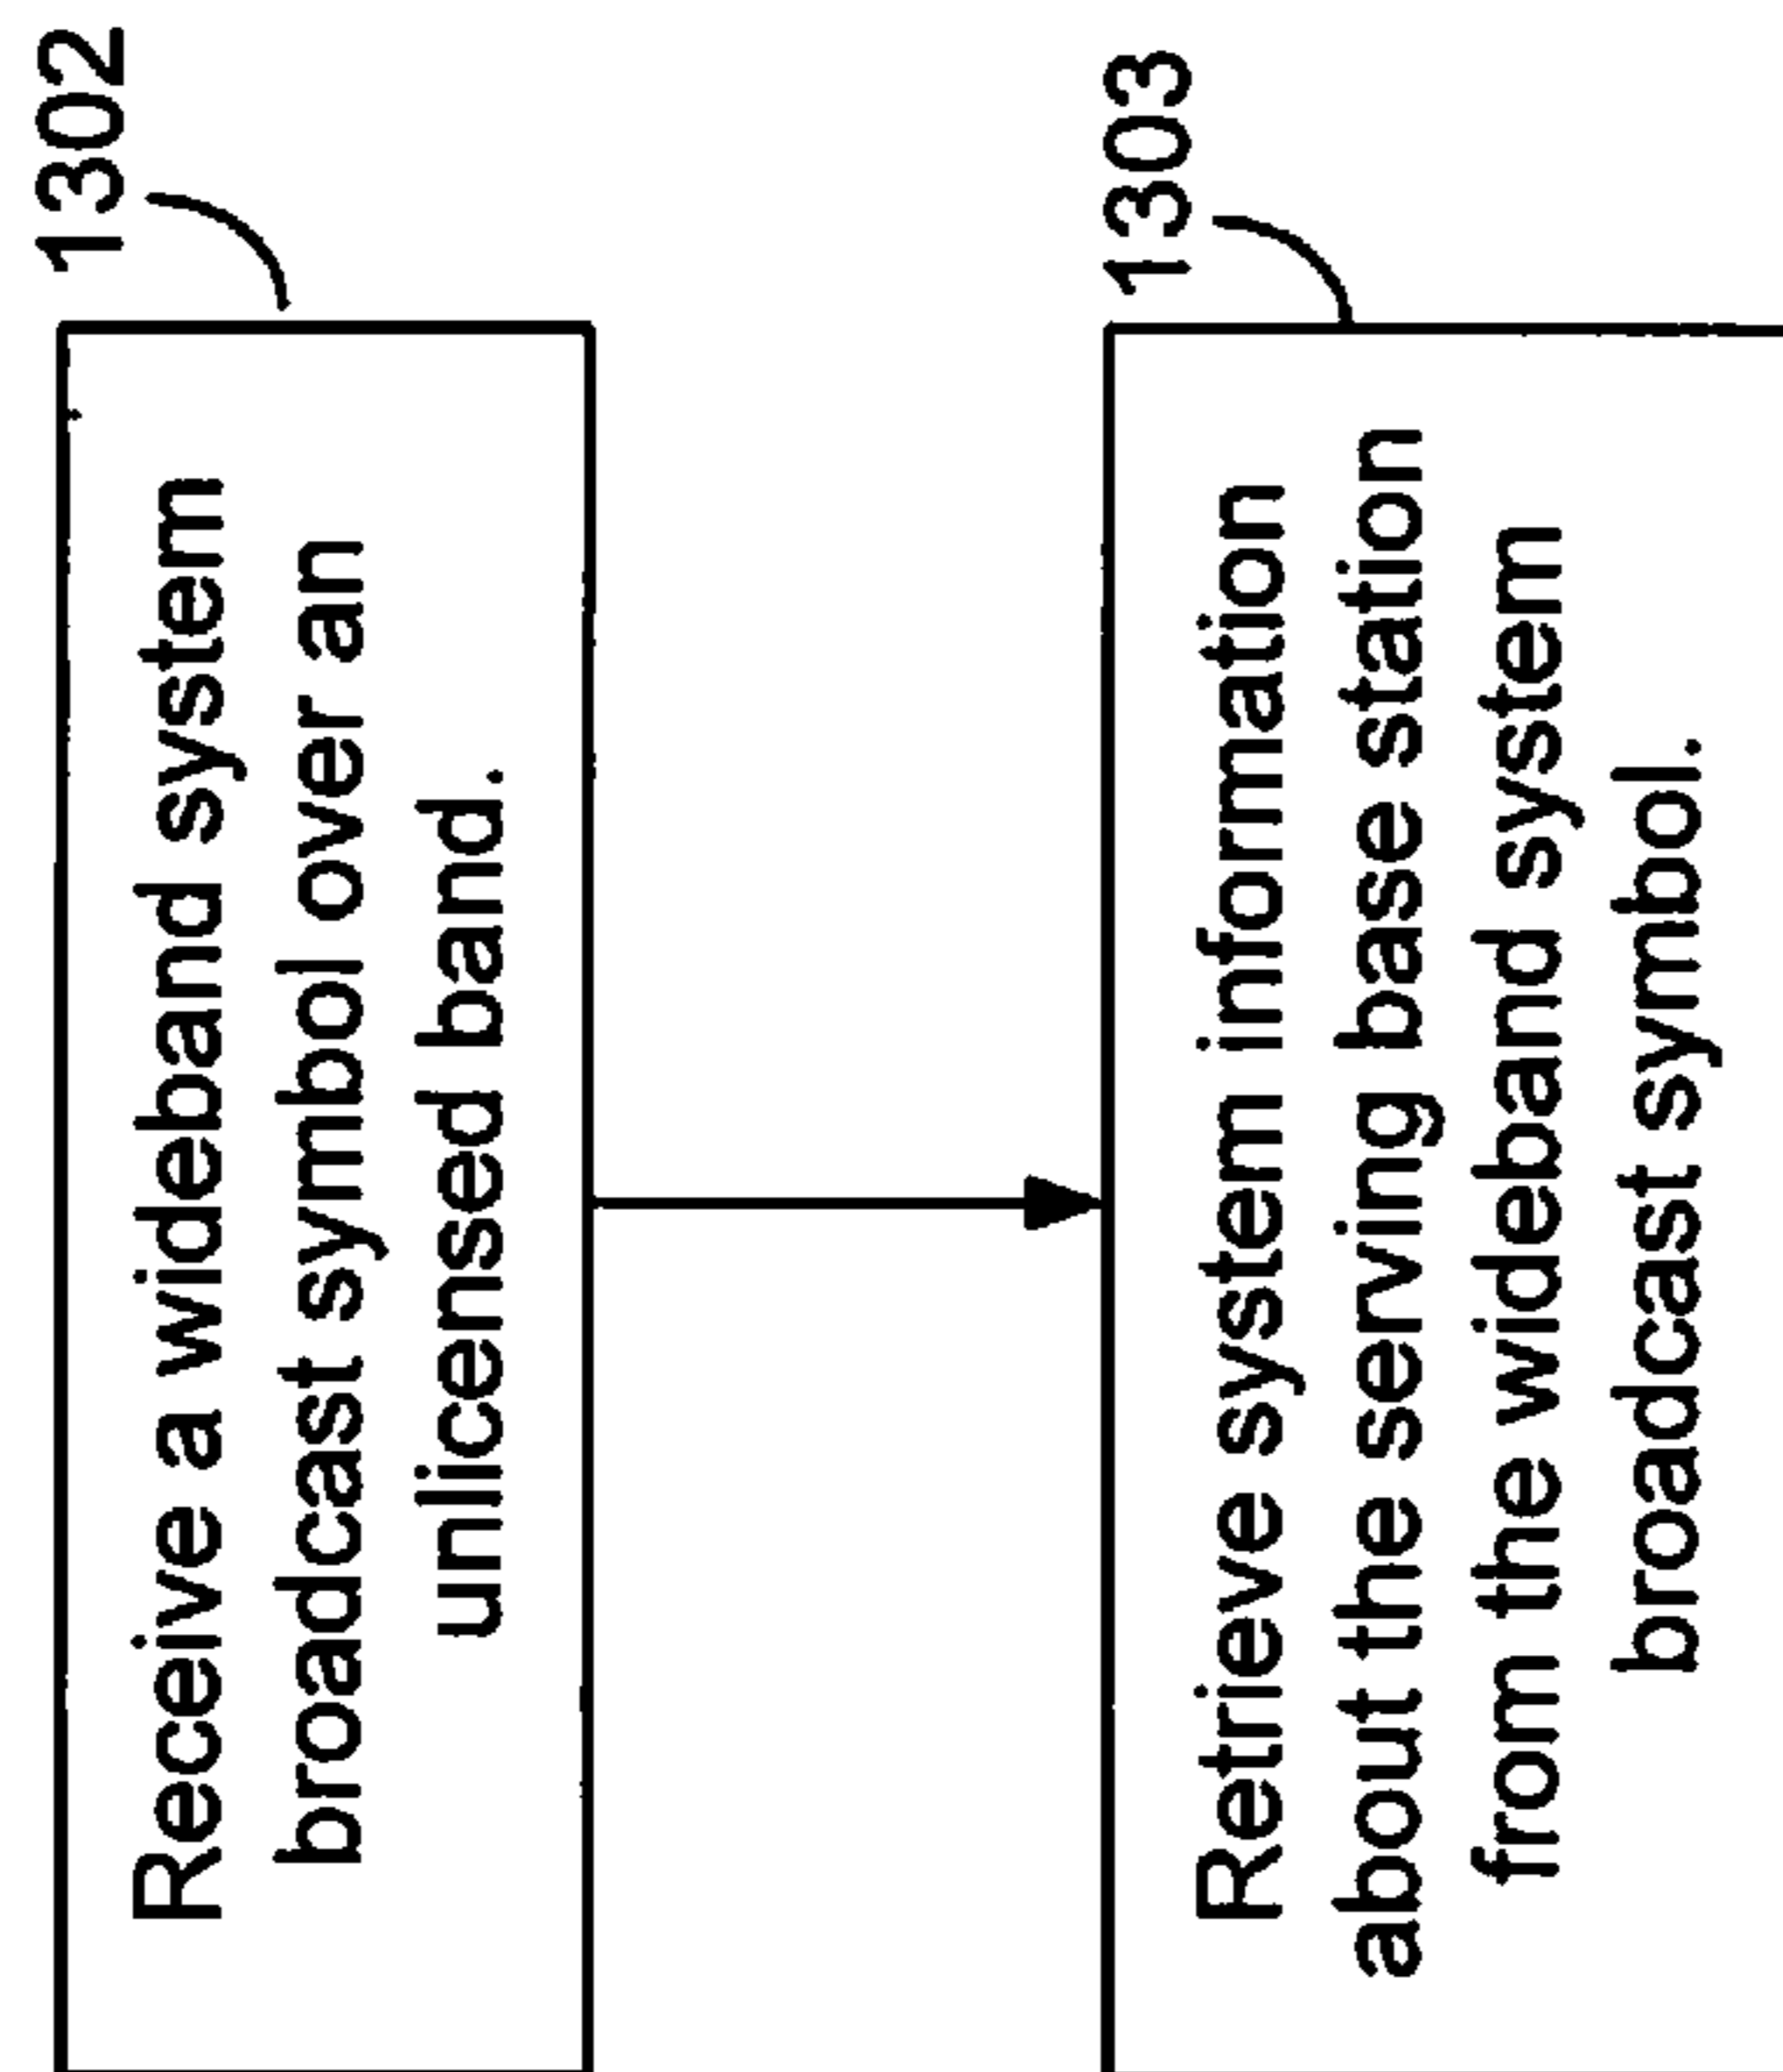 1302
Receive a wideband system
broadcast symbol over an
unlicensed band.
1303
Retrieve system information
about the serving base station
from the wideband system
broadcast symbol.